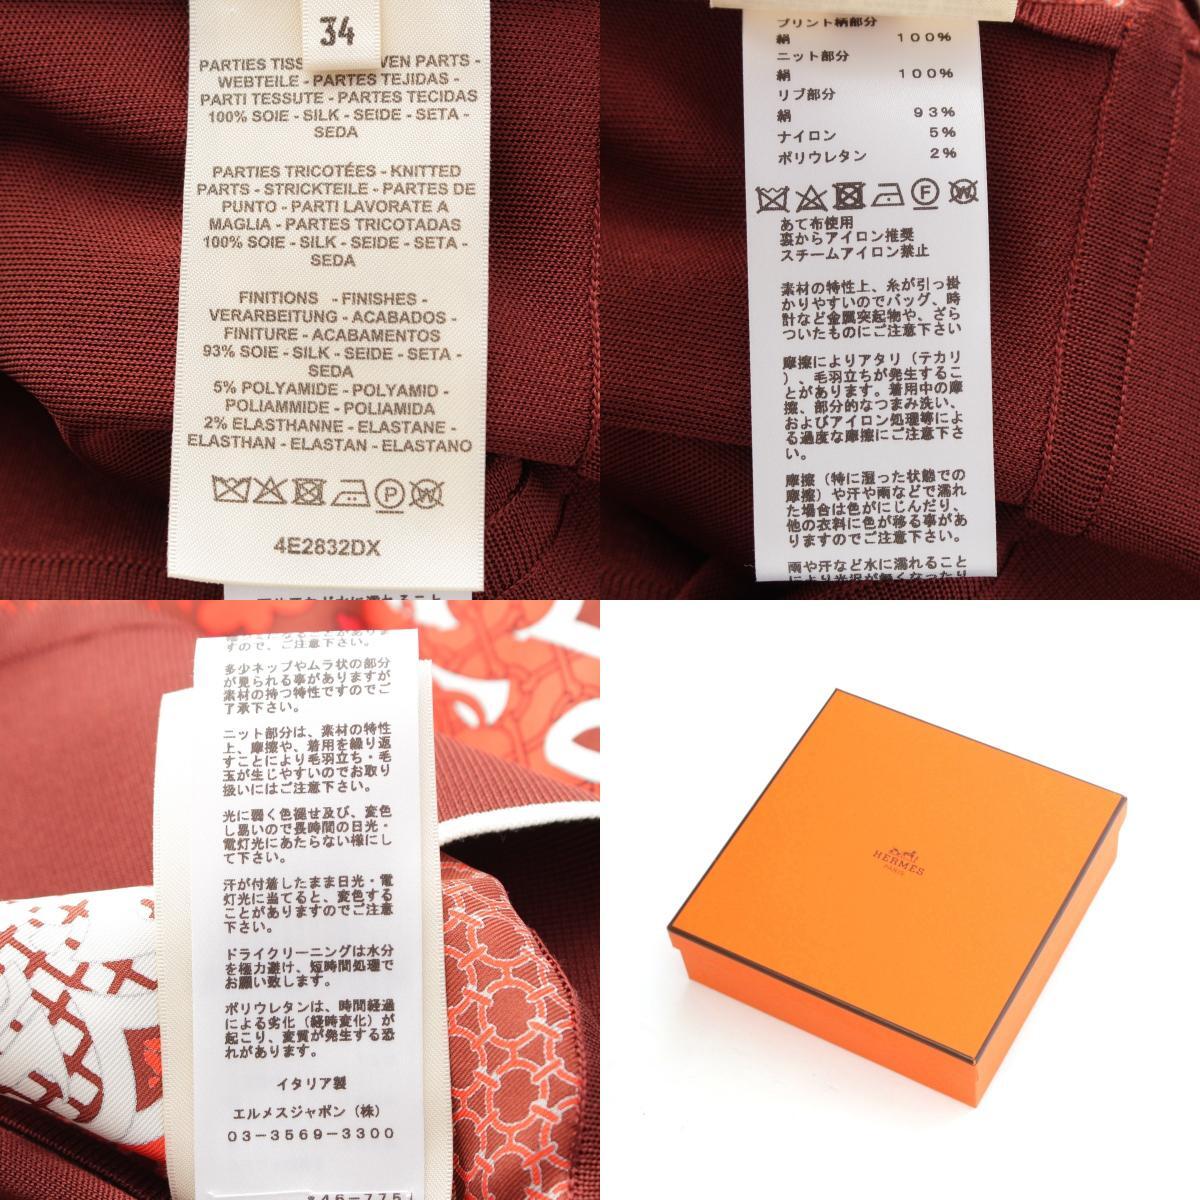 34
PARTIES TISS VEN PARTS -
WEBTEILE - PARTES TEJIDAS -
PARTI TESSUTE - PARTES TECIDAS
100% SOIE - SILK - SEIDE - SETA -
SEDA
PARTIES TRICOTÉES - KNITTED
PARTS - STRICKTEILE - PARTES DE
PUNTO - PARTI LAVORATE A
MAGLIA - PARTES TRICOTADAS
100% SOIE - SILK - SEIDE - SETA -
SEDA
FINITIONS - FINISHES -
VERARBEITUNG - ACABADOS -
FINITURE - ACABAMENTOS
93% SOIE - SILK - SEIDE - SETA -
SEDA
5% POLYAMIDE - POLYAMID -
POLIAMMIDE - POLIAMIDA
2% ELASTHANNE - ELASTANE -
ELASTHAN - ELASTAN - ELASTANO
P W
4E2832DX
プリント柄部分
絹 100%
ニット部分
絹 100%
リブ部分
絹 93%
ナイロン 5%
ポリウレタン 2%
F W
あて布使用
裏からアイロン推奨
スチームアイロン禁止
素材の特性上、糸が引っ掛
かりやすいのでバッグ、時
計など金属突起物や、ざら
ついたものにご注意下さい
摩擦によりアタリ（テカリ
）、毛羽立ちが発生するこ
とがあります。着用中の摩
擦、部分的なつまみ洗い、
およびアイロン処理等によ
る過度な摩擦にご注意下さ
い。
摩擦（特に湿った状態での
摩擦）や汗や雨などで濡れ
た場合は色がにじんだり、
他の衣料に色が移る事があ
りますのでご注意下さい。
雨や汗など水に濡れること
により光沢が無くなったり
すので、ご注意下さい。
多少ネップやムラ状の部分
が見られる事がありますが
素材の持つ特性ですのでご
了承下さい。
ニット部分は、素材の特性
上、摩擦や、着用を繰り返
すことにより毛羽立ち・毛
玉が生じやすいのでお取り
扱いにはご注意下さい。
光に弱く色褪せ及び、変色
し易いので長時間の日光・
電灯光にあたらない様にし
て下さい。
汗が付着したまま日光・電
灯光に当てると、変色する
ことがありますのでご注意
下さい。
ドライクリーニングは水分
を極力避け、短時間処理で
お願い致します。
ポリウレタンは、時間経過
による劣化（経時変化）が
起こり、変質が発生する恐
れがあります。
イタリア製
エルメスジャポン（株）
03-3569-3300
*46-775
HERMES
PARIS